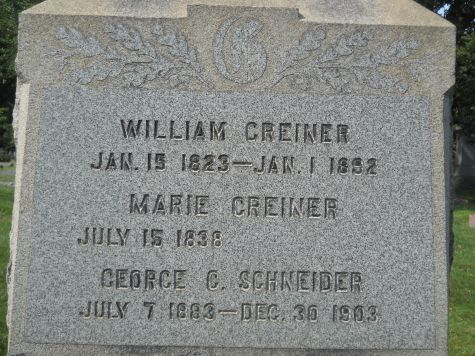 G
WILLIAM GREINER
JAN. 15 1823—JAN. 1 1892
MARIE GREINER
JULY 15 1838
GEORGE G. SCHNEIDER
JULY 7 1883—DEC. 30 1903